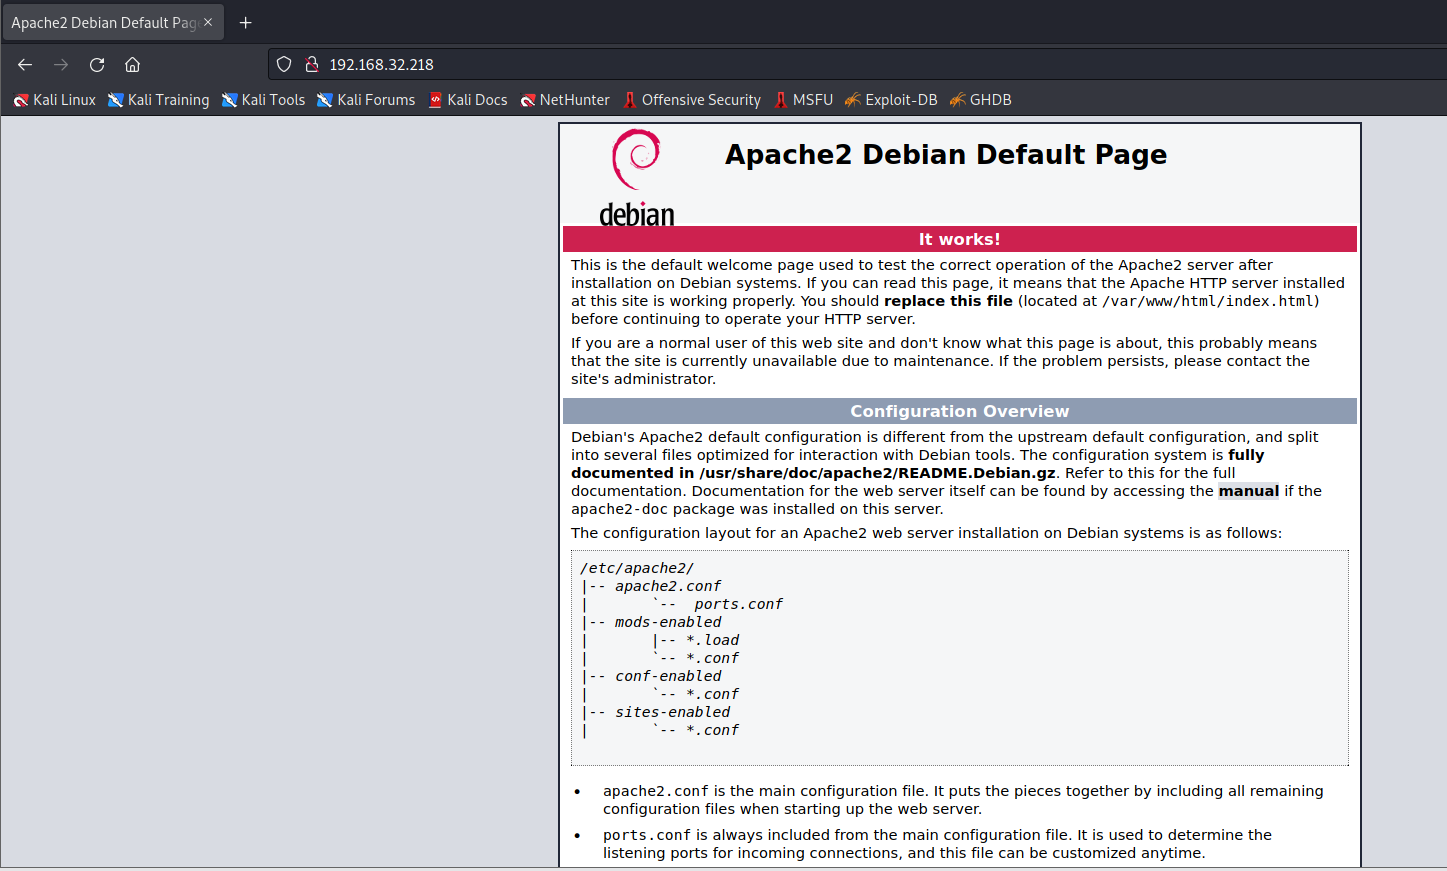 Apache2 Debian Default Pag
192.168.32.218
Kali Linux Kali Training Kali Tools Kali Forums Kali Docs NetHunter Offensive Security MSFU Exploit-DB GHDB
debian
Apache2 Debian Default Page
It works!
This is the default welcome page used to test the correct operation of the Apache2 server after
installation on Debian systems. If you can read this page, it means that the Apache HTTP server installed
at this site is working properly. You should replace this file (located at /var/www/html/index.html)
before continuing to operate your HTTP server.
If you are a normal user of this web site and don't know what this page is about, this probably means
that the site is currently unavailable due to maintenance. If the problem persists, please contact the
site's administrator.
Configuration Overview
Debian's Apache2 default configuration is different from the upstream default configuration, and split
into several files optimized for interaction with Debian tools. The configuration system is fully
documented in /usr/share/doc/apache2/README.Debian.gz. Refer to this for the full
documentation. Documentation for the web server itself can be found by accessing the manual if the
apache2-doc package was installed on this server.
The configuration layout for an Apache2 web server installation on Debian systems is as follows:
/etc/apache2/
|-- apache2.conf
|       `--  ports.conf
|-- mods-enabled
|       |-- *.load
|       `-- *.conf
|-- conf-enabled
|       `-- *.conf
|-- sites-enabled
|       `-- *.conf
• apache2.conf is the main configuration file. It puts the pieces together by including all remaining
configuration files when starting up the web server.
• ports.conf is always included from the main configuration file. It is used to determine the
listening ports for incoming connections, and this file can be customized anytime.